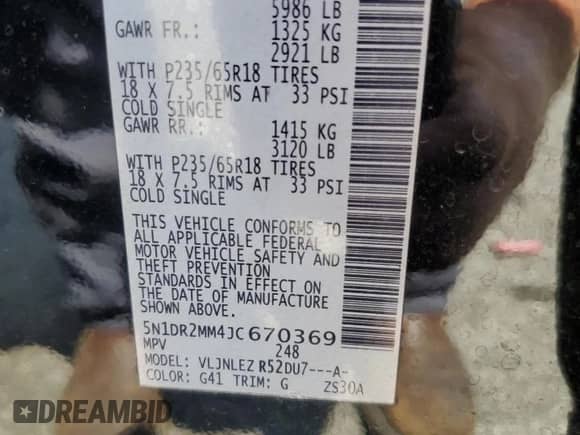 5986 LB
GAWR FR.: 1325 KG
2921 LB
WITH P235/65R18 TIRES
18 X 7.5 RIMS AT 33 PSI
COLD SINGLE
GAWR RR.: 1415 KG
3120 LB
WITH P235/65R18 TIRES
18 X 7.5 RIMS AT 33 PSI
COLD SINGLE
THIS VEHICLE CONFORMS TO
ALL APPLICABLE FEDERAL
MOTOR VEHICLE SAFETY AND
THEFT PREVENTION
STANDARDS IN EFFECT ON
THE DATE OF MANUFACTURE
SHOWN ABOVE.
5N1DR2MM4JC670369
MPV 248
MODEL: VLJNLEZ R52DU7---A-
COLOR: G41 TRIM: G ZS30A
DREAMBID